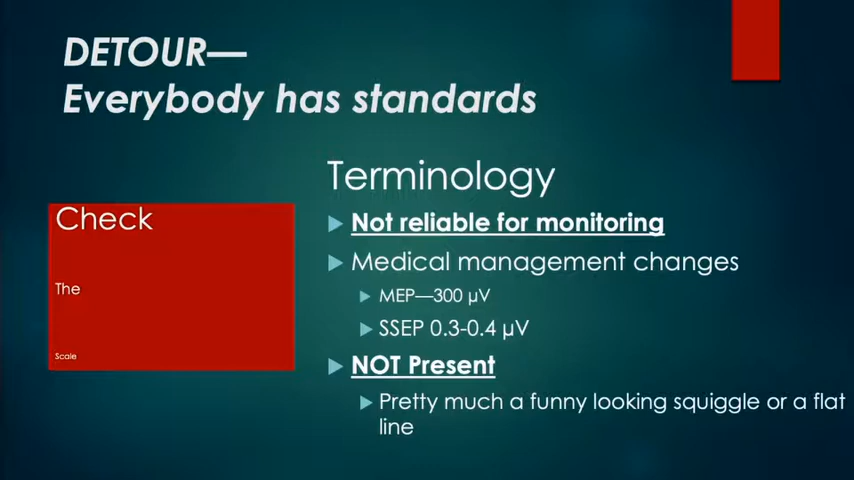 DETOUR—
Everybody has standards
Check
The
Scale
Terminology
Not reliable for monitoring
Medical management changes
MEP—300 µV
SSEP 0.3-0.4 µV
NOT Present
Pretty much a funny looking squiggle or a flat
line